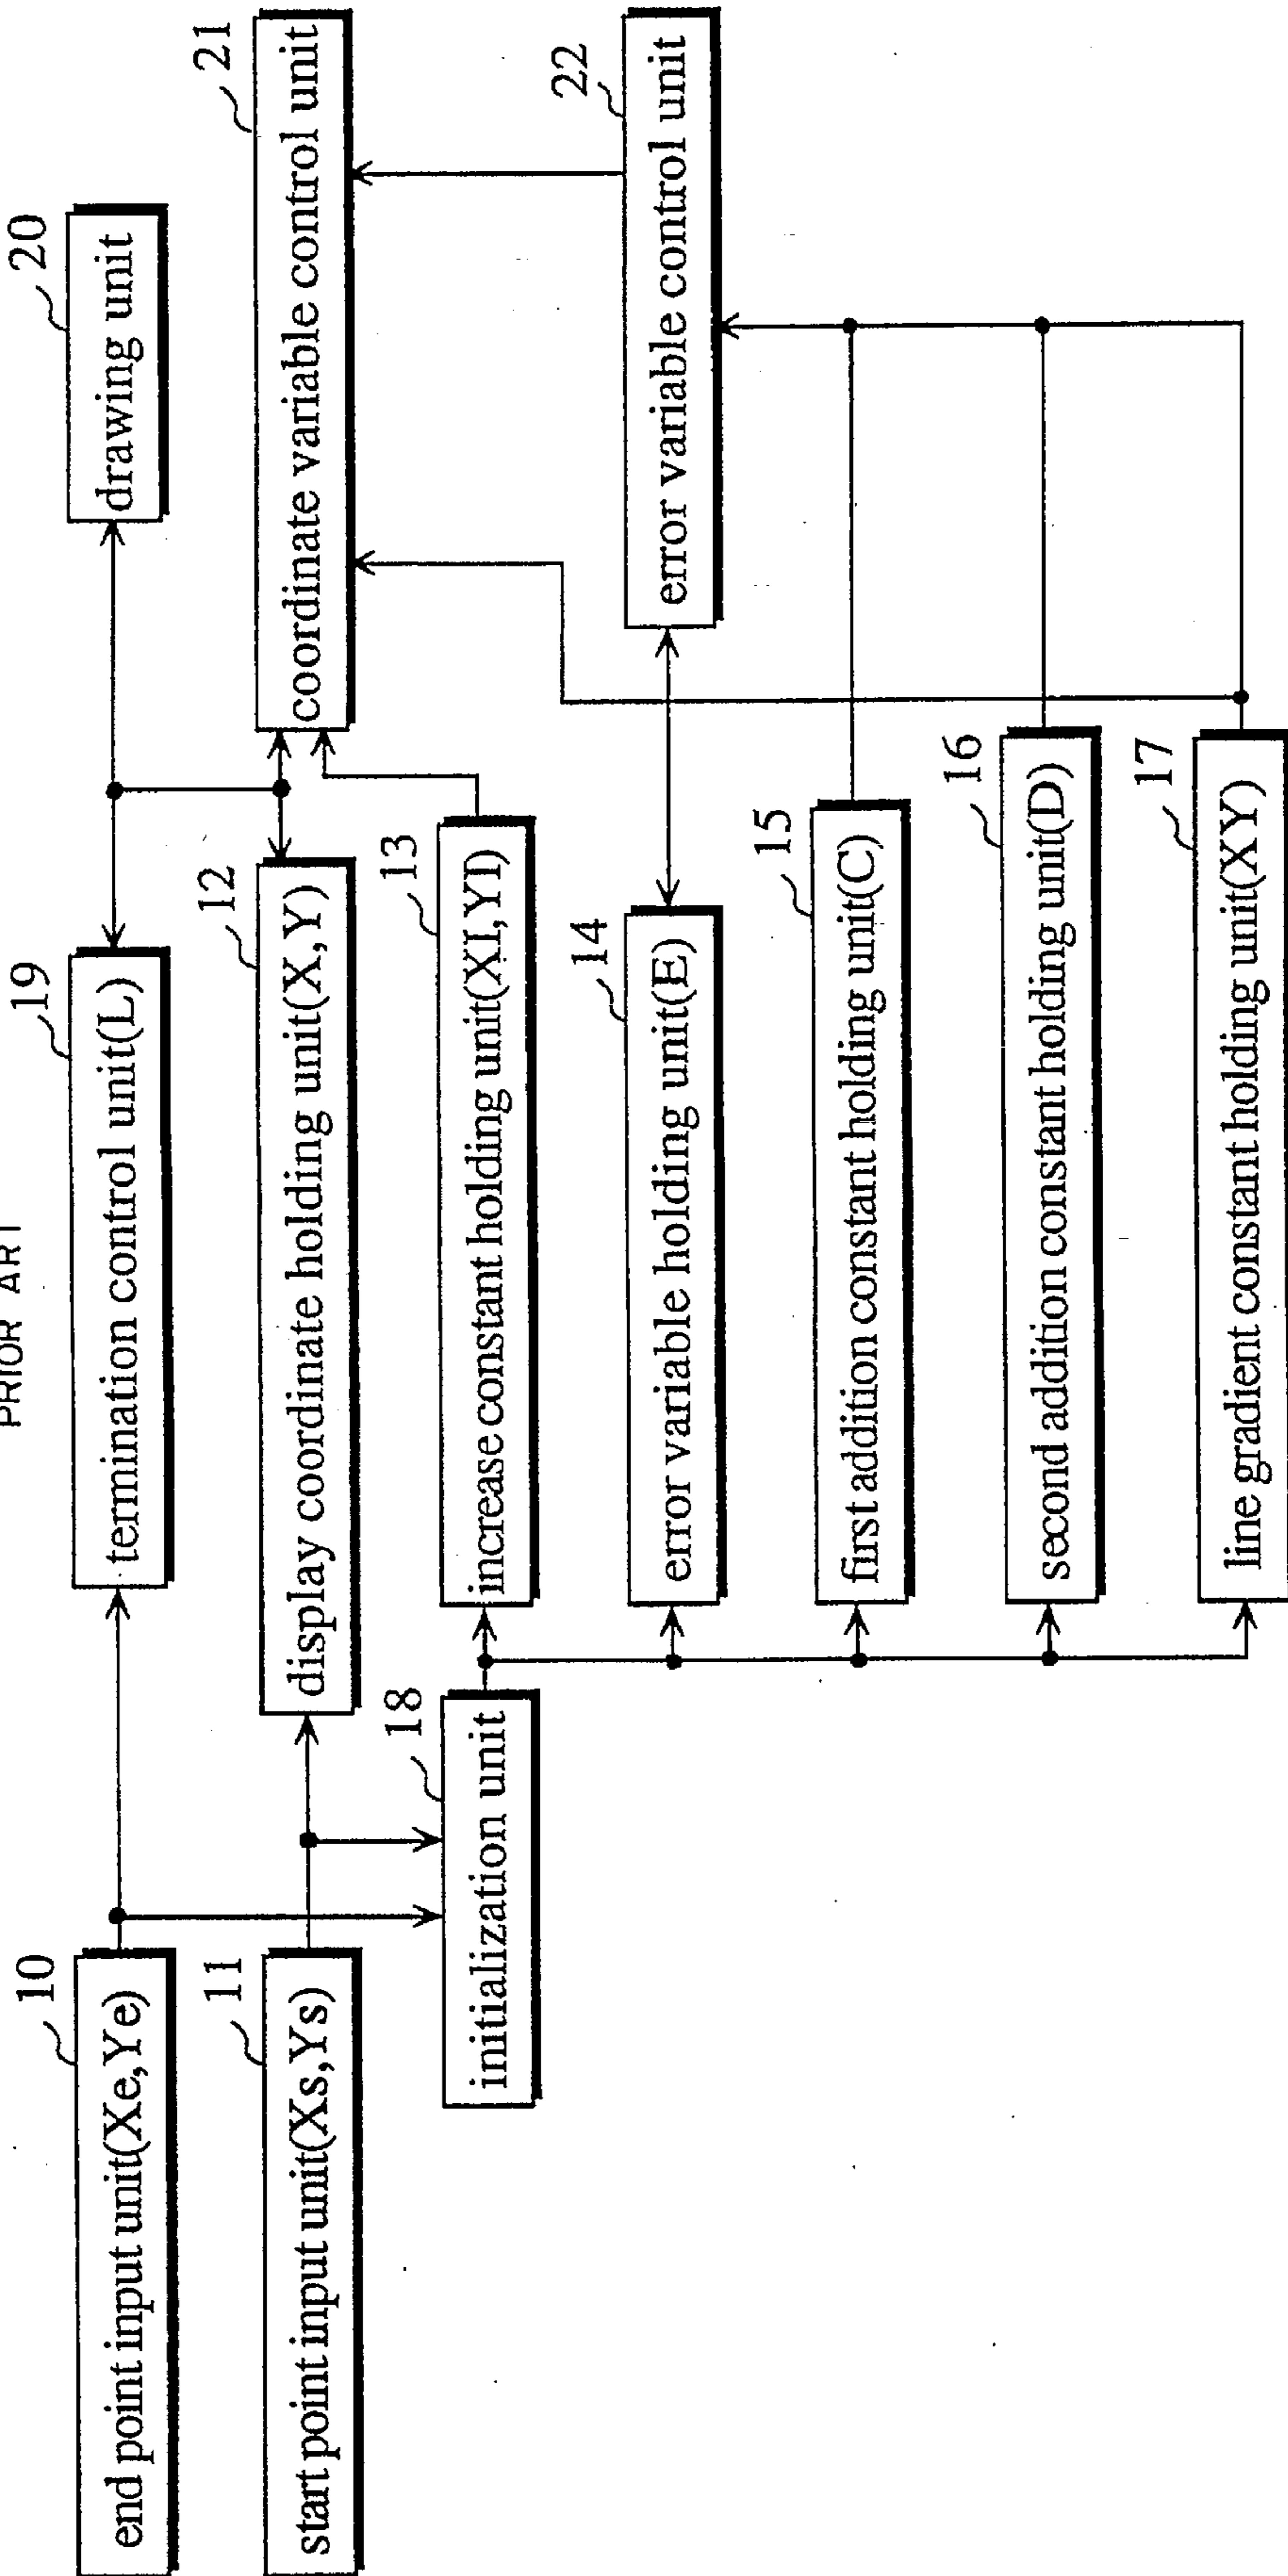 PRIOR ART
10
end point input unit(Xe,Ye)
11
start point input unit(Xs,Ys)
18
initialization unit
19
termination control unit(L)
12
display coordinate holding unit(X,Y)
13
increase constant holding unit(XI,YI)
14
error variable holding unit(E)
15
first addition constant holding unit(C)
16
second addition constant holding unit(D)
17
line gradient constant holding unit(XY)
20
drawing unit
21
coordinate variable control unit
22
error variable control unit